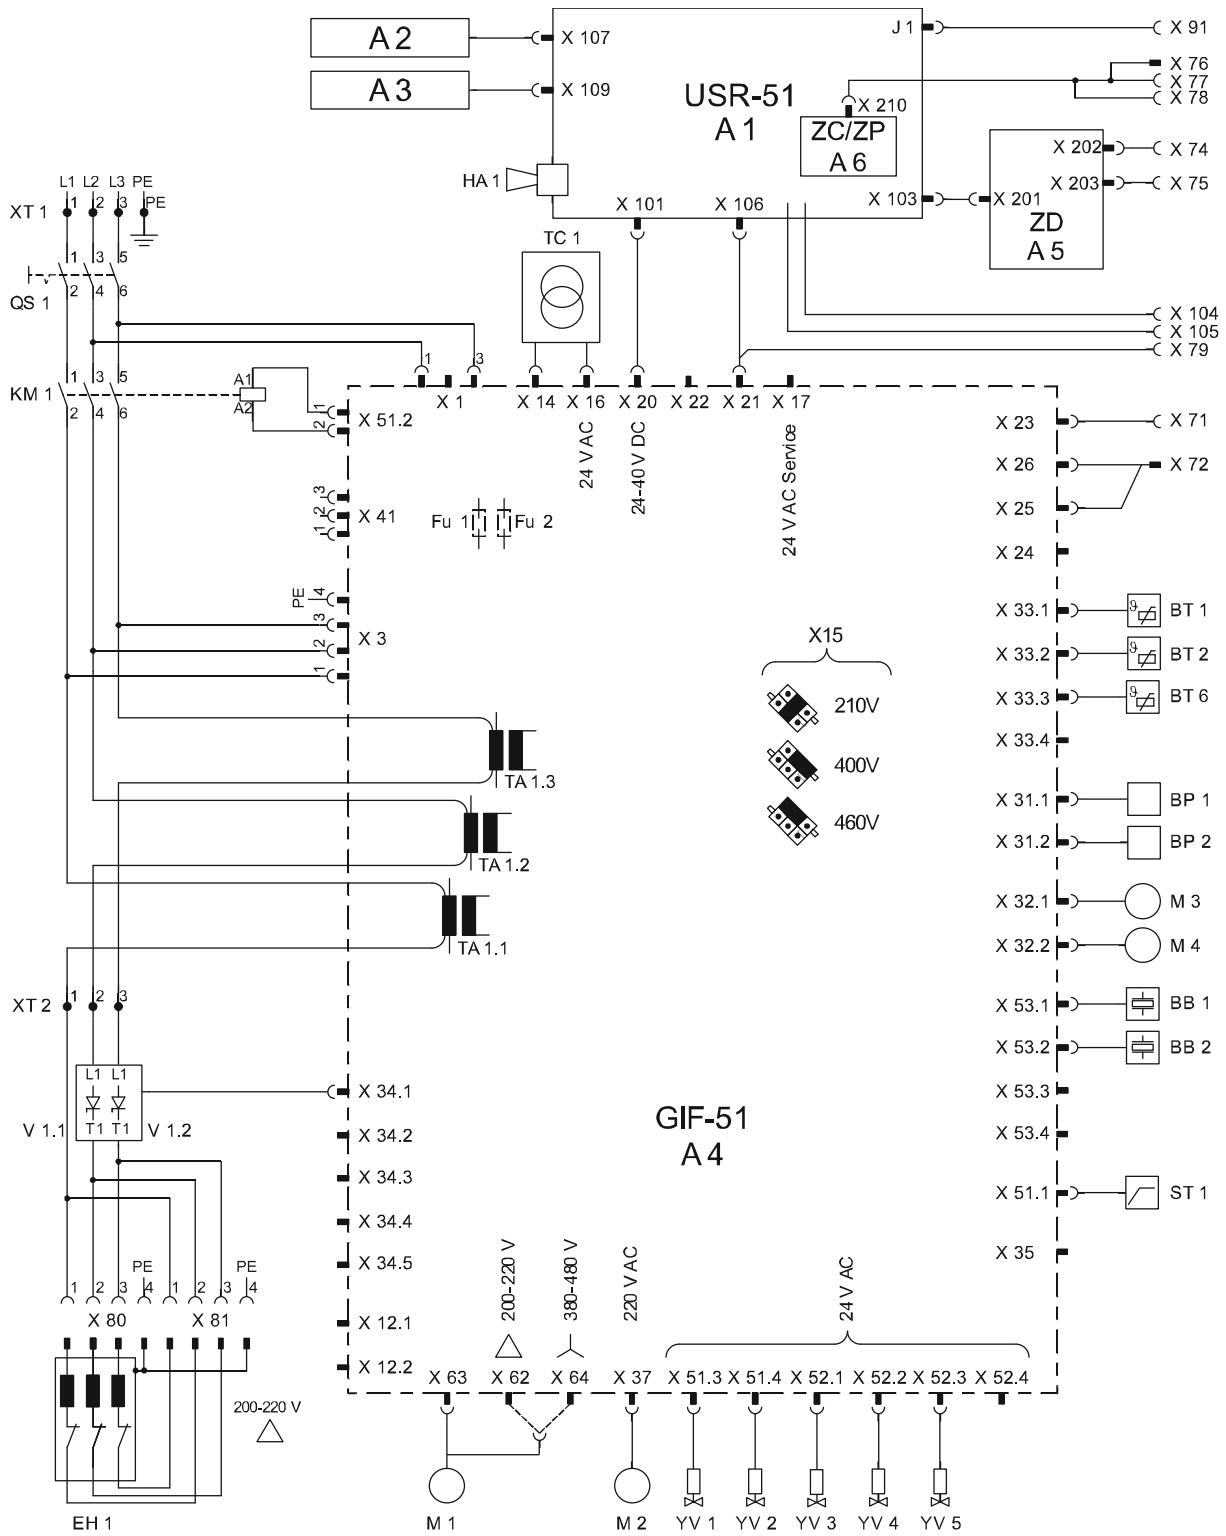 A 2
X 107
J 1
X 91
X 76
X 77
X 78
A 3
X 109
USR-51
A 1
X 210
ZC/ZP
A 6
X 202
X 74
HA 1
X 203
X 75
L1 L2 L3 PE
XT 1
1 2 3 PE
X 101
X 106
X 103
X 201
ZD
A 5
TC 1
1 3 5
QS 1
2 4 6
X 104
X 105
X 79
1 3
1 3 5
KM 1
2 4 6
A1
A2
1
2
X 51.2
X 1
X 14
X 16
X 20
X 22
X 21
X 17
24 V AC
24-40 V DC
24 V AC Service
X 23
X 71
X 26
X 72
X 25
X 24
3
2
1
X 41
Fu 1
Fu 2
PE
4
3
2
1
X 3
X15
210V
400V
460V
X 33.1
BT 1
X 33.2
BT 2
X 33.3
BT 6
X 33.4
ϑ
ϑ
ϑ
TA 1.3
X 31.1
BP 1
X 31.2
BP 2
TA 1.2
X 32.1
M 3
X 32.2
M 4
TA 1.1
XT 2
1 2 3
X 53.1
BB 1
X 53.2
BB 2
X 53.3
X 53.4
L1 L1
T1 T1
V 1.1
V 1.2
X 34.1
X 34.2
X 34.3
X 34.4
X 34.5
GIF-51
A 4
X 51.1
ST 1
X 35
PE
PE
1 2 3 4 1 2 3 4
X 80
X 81
X 12.1
X 12.2
200-220 V
380-480 V
220 V AC
24 V AC
X 63
X 62
X 64
X 37
X 51.3
X 51.4
X 52.1
X 52.2
X 52.3
X 52.4
200-220 V
EH 1
M 1
M 2
YV 1
YV 2
YV 3
YV 4
YV 5